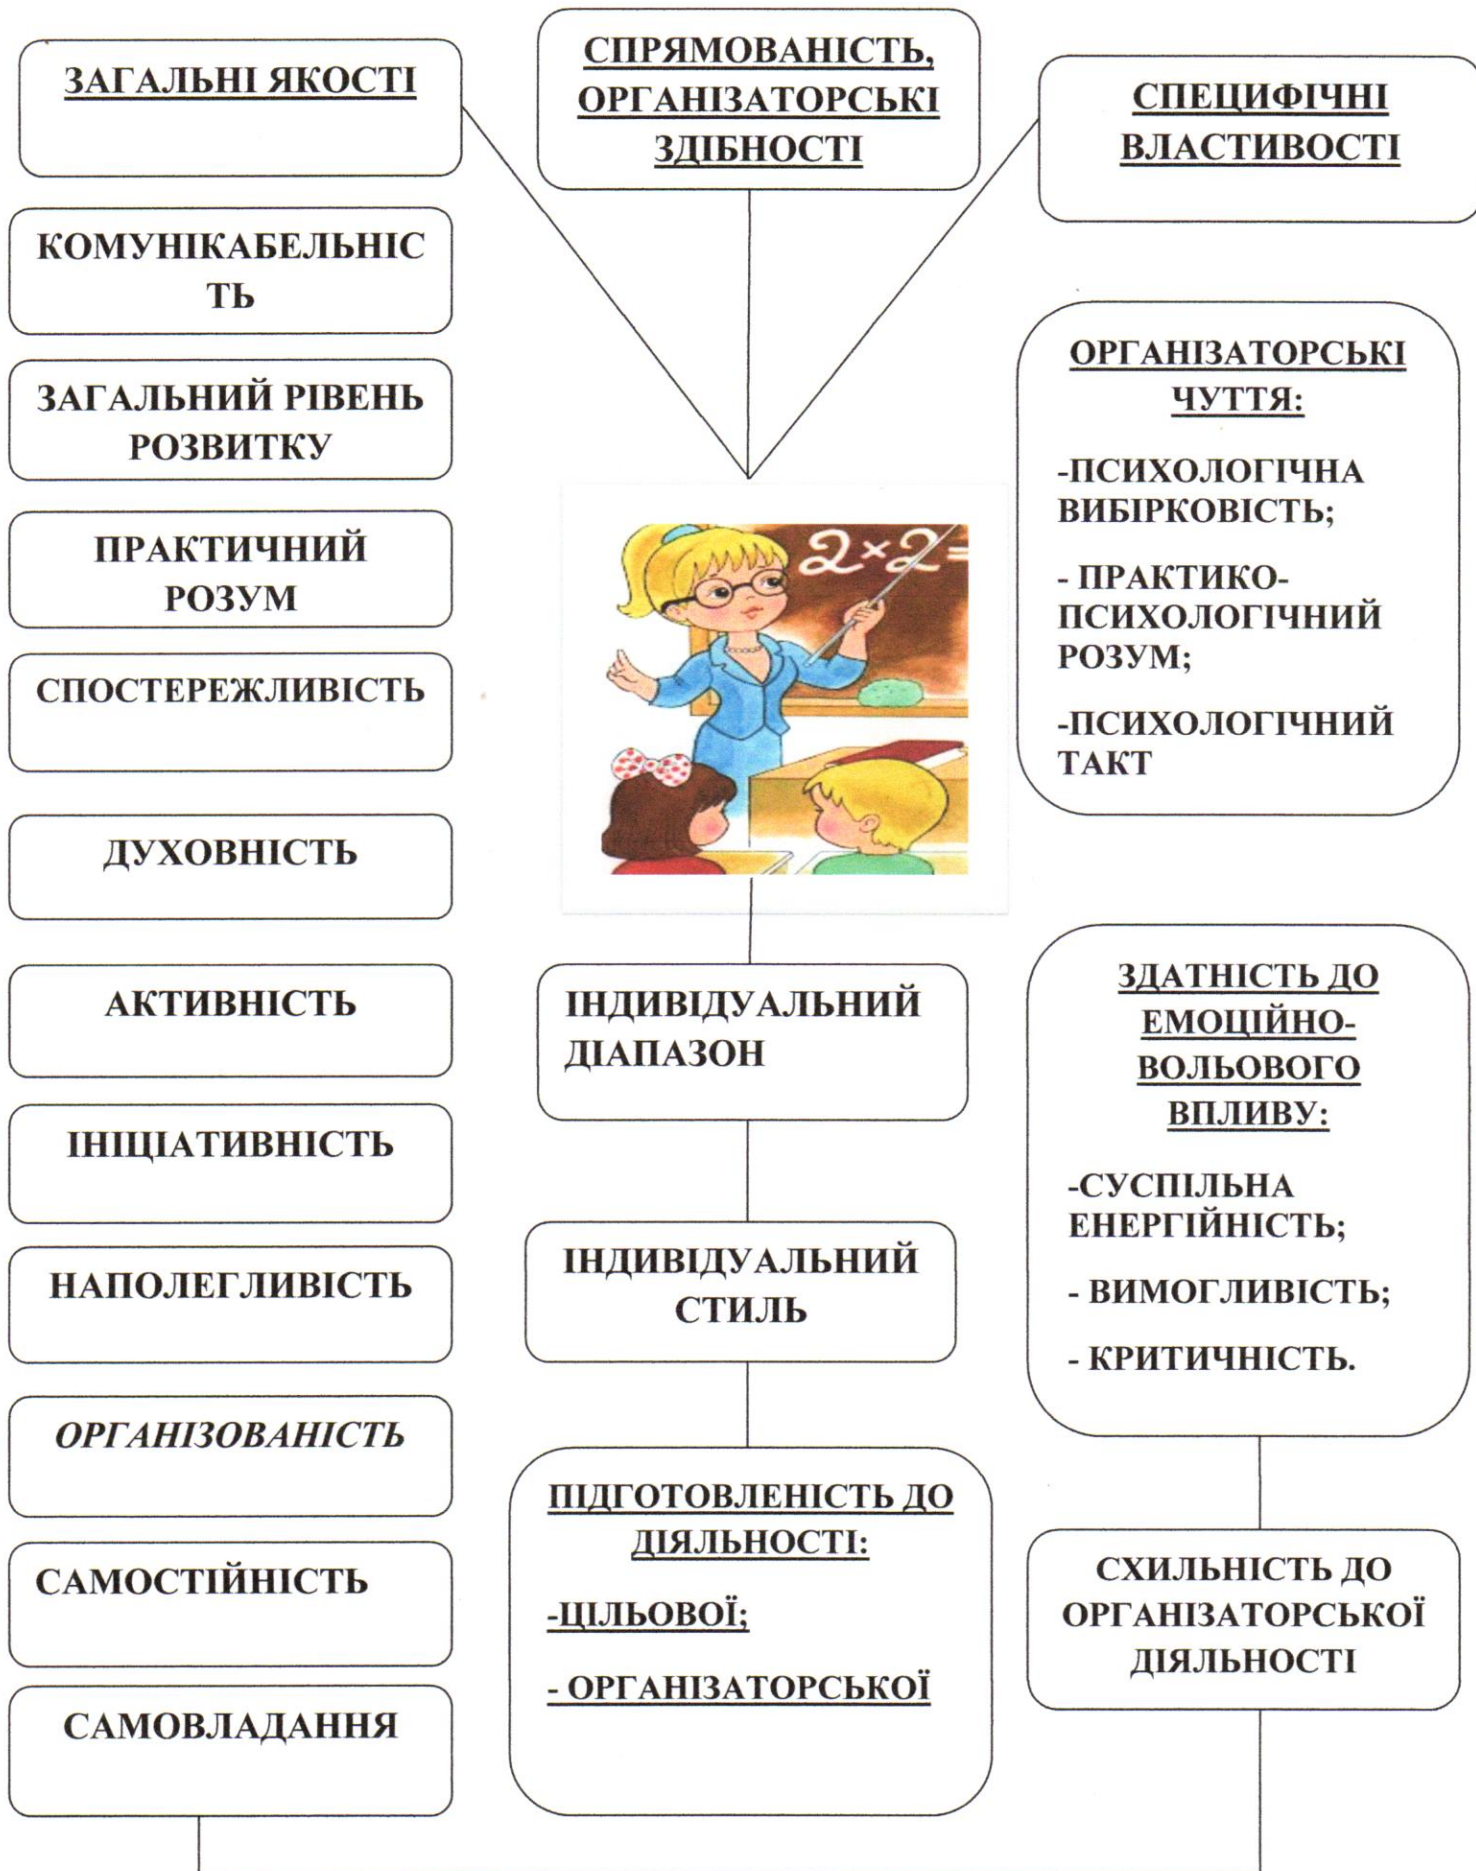 ЗАГАЛЬНІ ЯКОСТІ
СПРЯМОВАНІСТЬ,
ОРГАНІЗАТОРСЬКІ
ЗДІБНОСТІ
СПЕЦИФІЧНІ
ВЛАСТИВОСТІ
КОМУНІКАБЕЛЬНІС
ТЬ
ЗАГАЛЬНИЙ РІВЕНЬ
РОЗВИТКУ
ПРАКТИЧНИЙ
РОЗУМ
СПОСТЕРЕЖЛИВІСТЬ
ДУХОВНІСТЬ
АКТИВНІСТЬ
ІНІЦІАТИВНІСТЬ
НАПОЛЕГЛИВІСТЬ
ОРГАНІЗОВАНІСТЬ
САМОСТІЙНІСТЬ
САМОВЛАДАННЯ
2×2=
ІНДИВІДУАЛЬНИЙ
ДІАПАЗОН
ІНДИВІДУАЛЬНИЙ
СТИЛЬ
ПІДГОТОВЛЕНІСТЬ ДО
ДІЯЛЬНОСТІ:
-ЦІЛЬОВОЇ;
- ОРГАНІЗАТОРСЬКОЇ
ОРГАНІЗАТОРСЬКІ
ЧУТТЯ:
-ПСИХОЛОГІЧНА
ВИБІРКОВІСТЬ;
- ПРАКТИКО-
ПСИХОЛОГІЧНИЙ
РОЗУМ;
-ПСИХОЛОГІЧНИЙ
ТАКТ
ЗДАТНІСТЬ ДО
ЕМОЦІЙНО-
ВОЛЬОВОГО
ВПЛИВУ:
-СУСПІЛЬНА
ЕНЕРГІЙНІСТЬ;
- ВИМОГЛИВІСТЬ;
- КРИТИЧНІСТЬ.
СХИЛЬНІСТЬ ДО
ОРГАНІЗАТОРСЬКОЇ
ДІЯЛЬНОСТІ